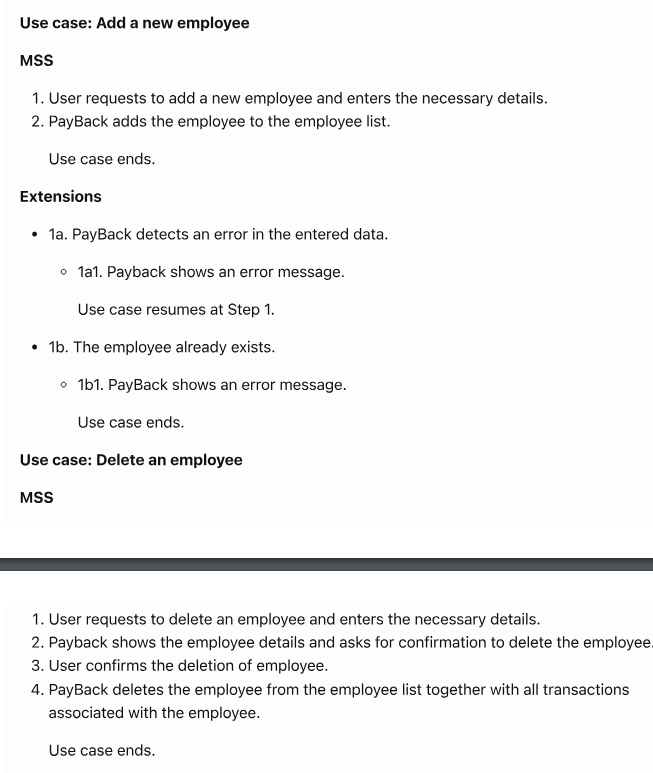 Use case: Add a new employee
MSS
1. User requests to add a new employee and enters the necessary details.
2. PayBack adds the employee to the employee list.
Use case ends.
Extensions
• 1a. PayBack detects an error in the entered data.
◦ 1a1. Payback shows an error message.
Use case resumes at Step 1.
• 1b. The employee already exists.
◦ 1b1. PayBack shows an error message.
Use case ends.
Use case: Delete an employee
MSS
1. User requests to delete an employee and enters the necessary details.
2. Payback shows the employee details and asks for confirmation to delete the employee.
3. User confirms the deletion of employee.
4. PayBack deletes the employee from the employee list together with all transactions
associated with the employee.
Use case ends.